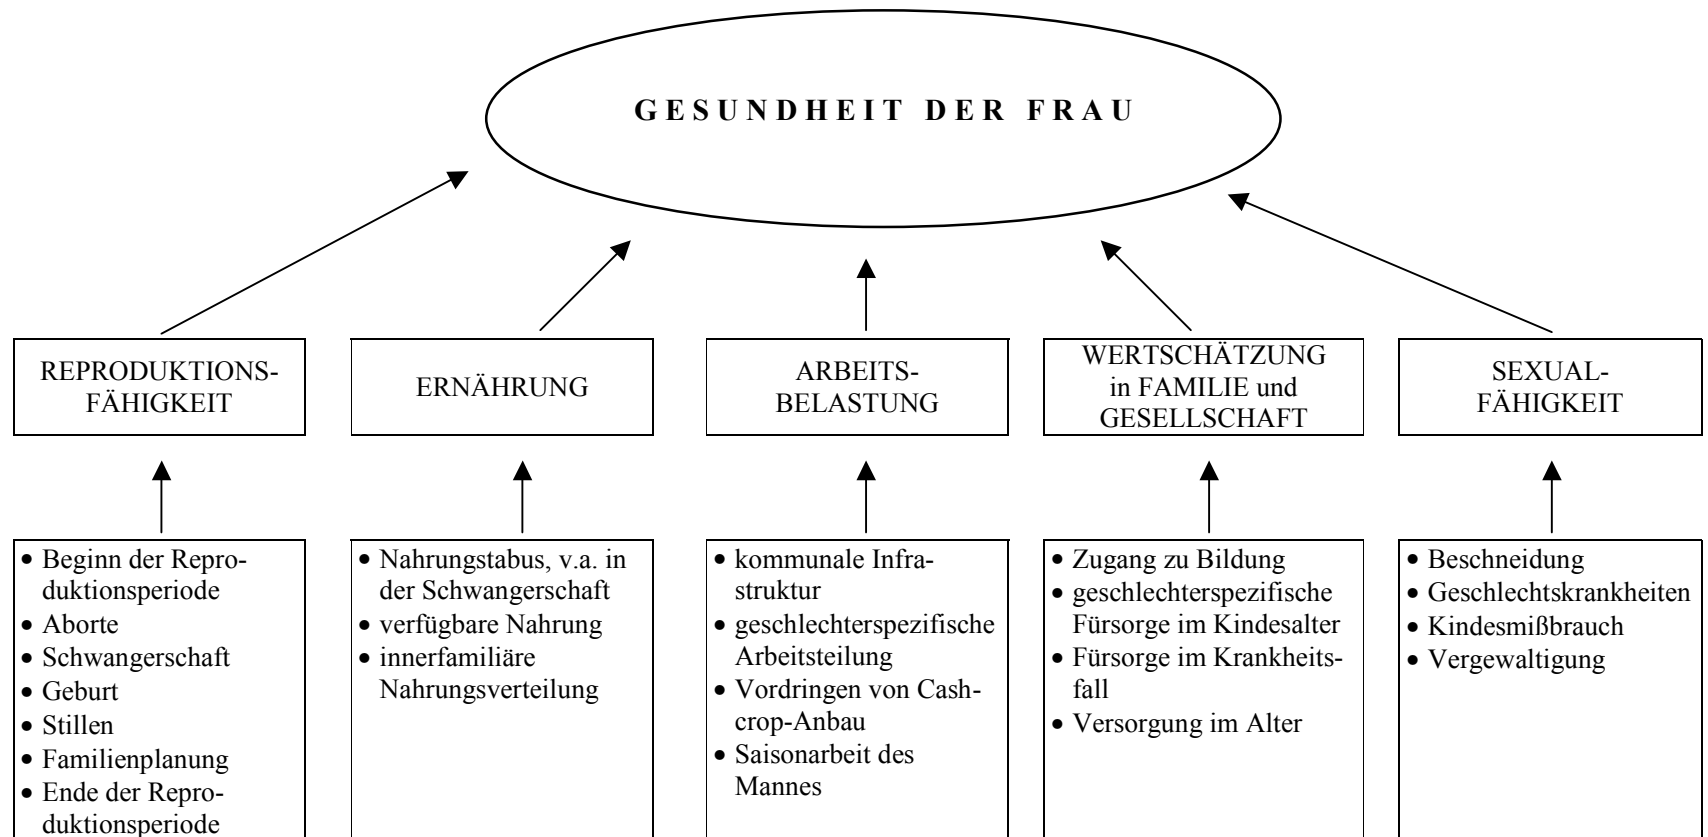 GESUNDHEIT DER FRAU
REPRODUKTIONS-
FÄHIGKEIT
ERNÄHRUNG
ARBEITS-
BELASTUNG
WERTSCHÄTZUNG
in FAMILIE und
GESELLSCHAFT
SEXUAL-
FÄHIGKEIT
• Beginn der Repro-
duktionsperiode
• Aborte
• Schwangerschaft
• Geburt
• Stillen
• Familienplanung
• Ende der Repro-
duktionsperiode
• Nahrungstabus, v.a. in
der Schwangerschaft
• verfügbare Nahrung
• innerfamiliäre
Nahrungsverteilung
• kommunale Infra-
struktur
• geschlechterspezifische
Arbeitsteilung
• Vordringen von Cash-
crop-Anbau
• Saisonarbeit des
Mannes
• Zugang zu Bildung
• geschlechterspezifische
Fürsorge im Kindesalter
• Fürsorge im Krankheits-
fall
• Versorgung im Alter
• Beschneidung
• Geschlechtskrankheiten
• Kindesmißbrauch
• Vergewaltigung